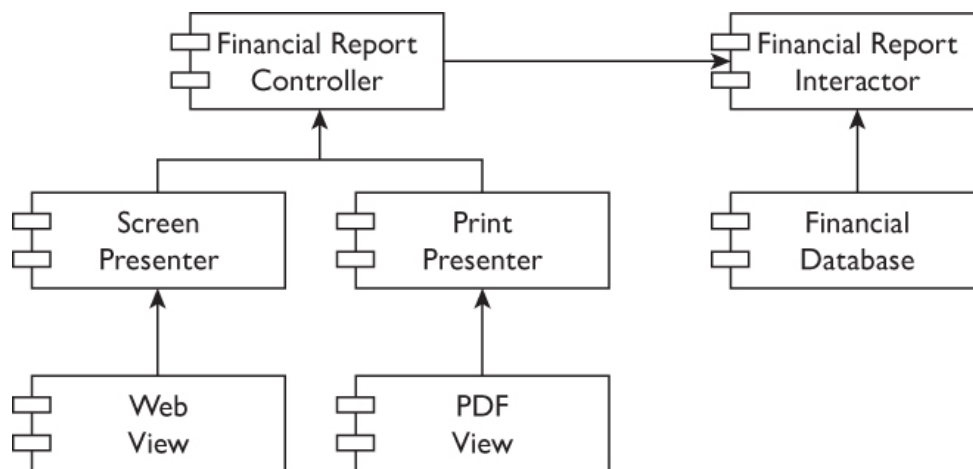 Financial Report
Controller
Financial Report
Interactor
Screen
Presenter
Print
Presenter
Financial
Database
Web
View
PDF
View